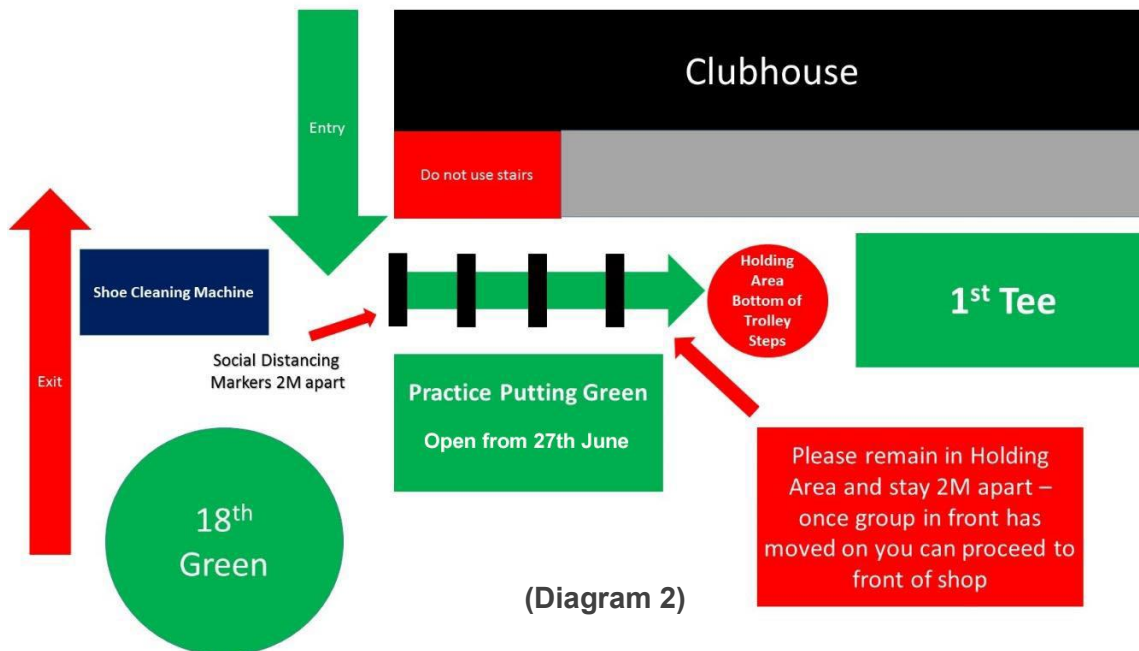 Clubhouse
Entry
Do not use stairs
Exit
Shoe Cleaning Machine
Holding
Area
Bottom of
Trolley
Steps
1st Tee
Social Distancing
Markers 2M apart
Practice Putting Green
Open from 27th June
18th
Green
Please remain in Holding
Area and stay 2M apart –
once group in front has
moved on you can proceed to
front of shop
(Diagram 2)